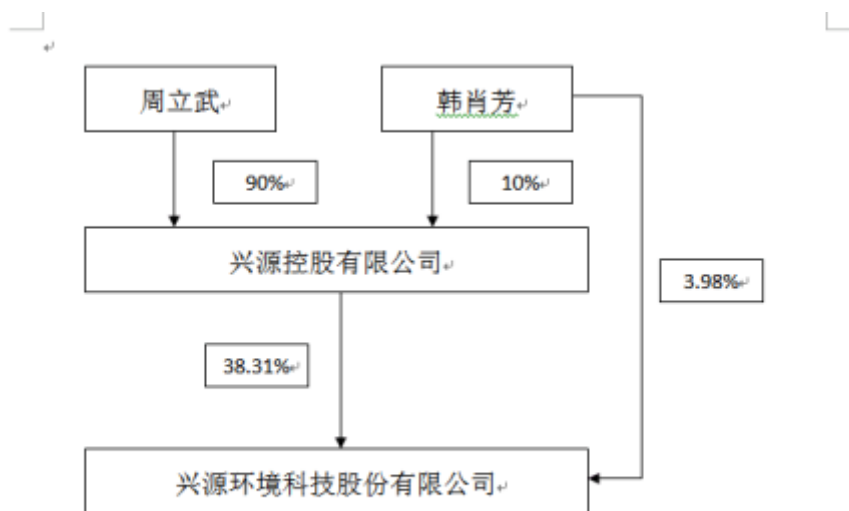 周立武
韩肖芳
90%
10%
兴源控股有限公司
3.98%
38.31%
兴源环境科技股份有限公司